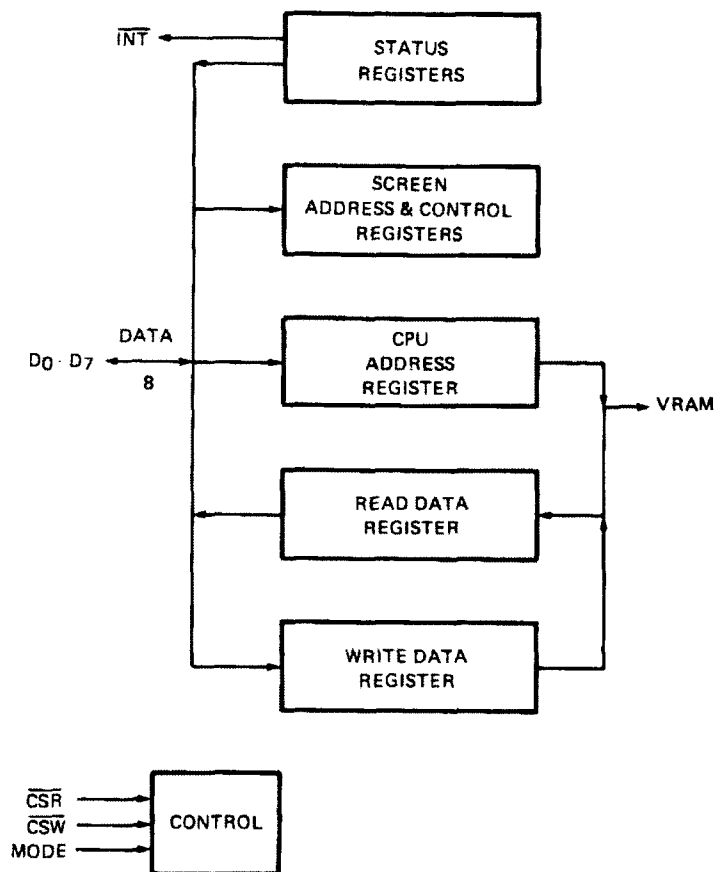 INT
STATUS
REGISTERS
SCREEN
ADDRESS & CONTROL
REGISTERS
DATA
D0 - D7
8
CPU
ADDRESS
REGISTER
VRAM
READ DATA
REGISTER
WRITE DATA
REGISTER
CSR
CSW
MODE
CONTROL